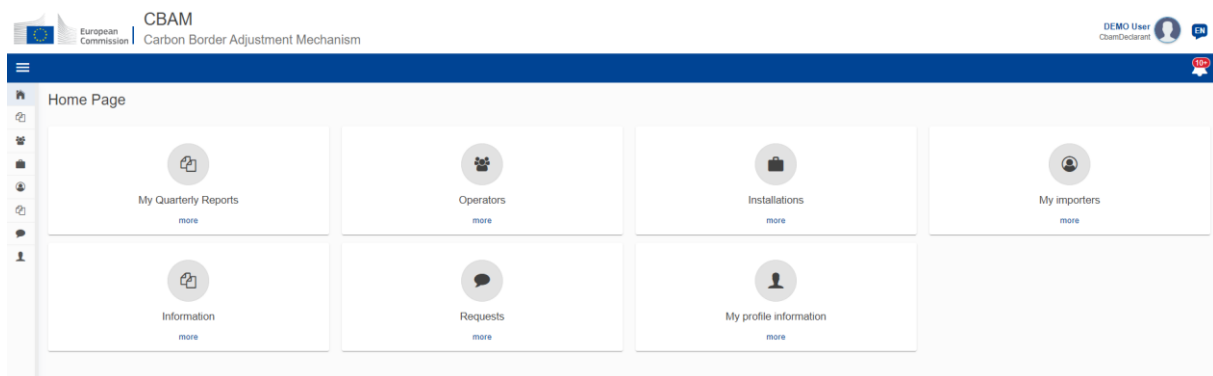 European
Commission
CBAM
Carbon Border Adjustment Mechanism
DEMO User
CbamDeclarant
EN
10+
Home Page
My Quarterly Reports
more
Operators
more
Installations
more
My importers
more
Information
more
Requests
more
My profile information
more